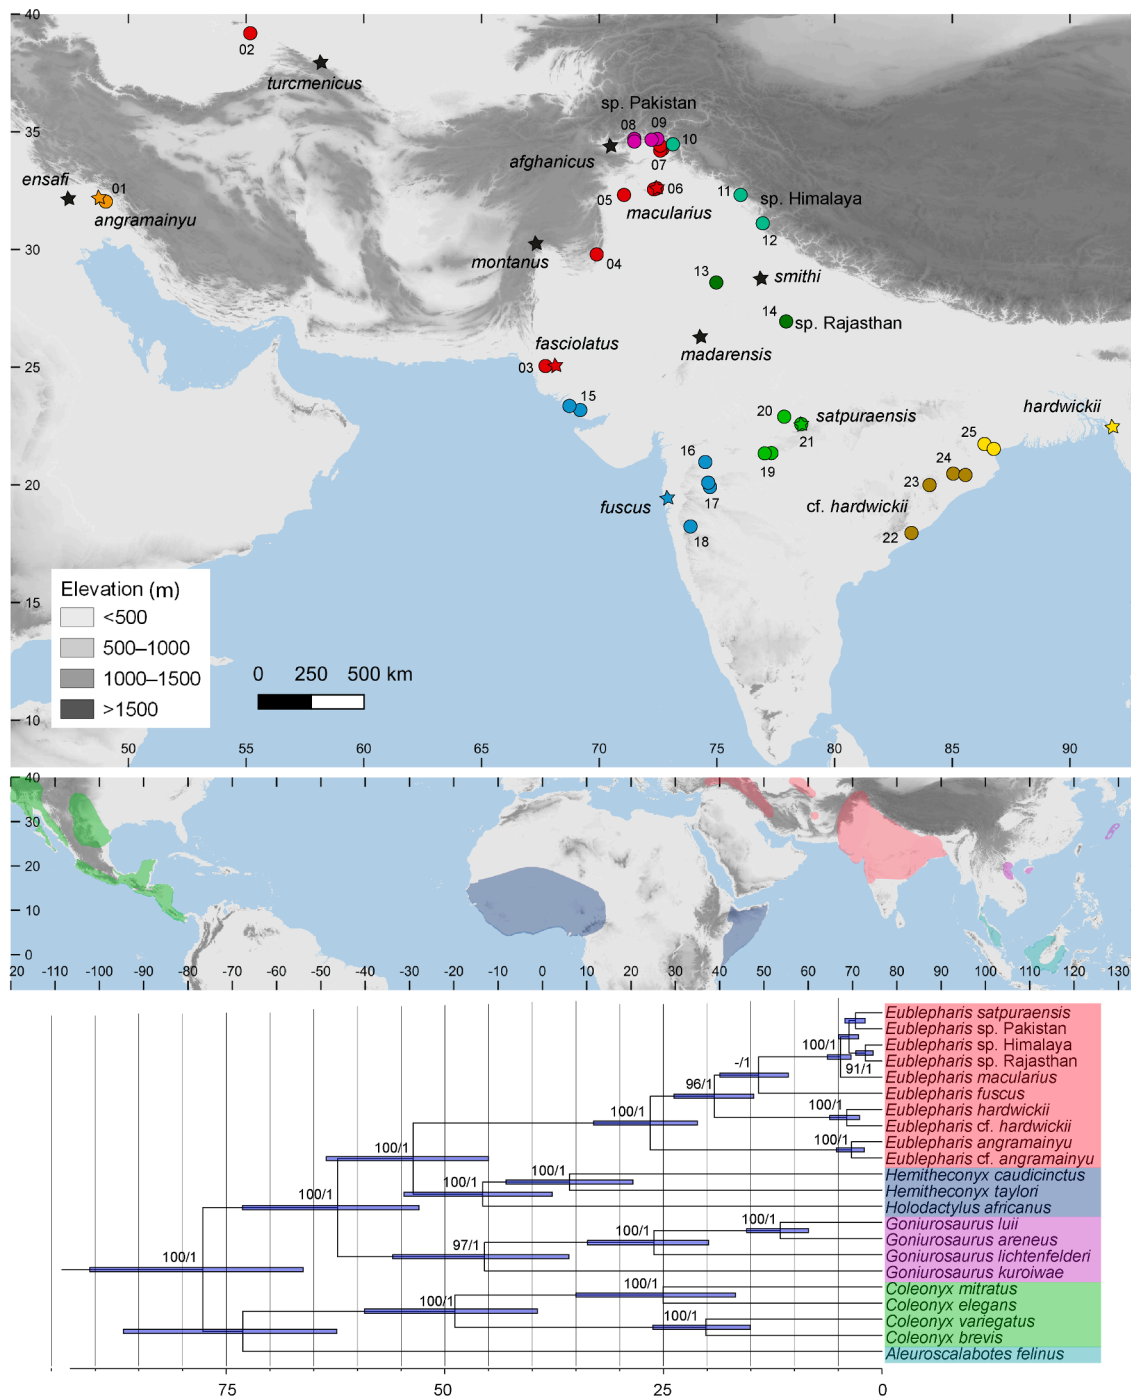 40
02
turcmenicus
sp. Pakistan
35
08
09
10
afghanicus
07
ensafi
01
05
06
11
sp. Himalaya
angramainyu
macularius
12
30
montanus
04
13
smithi
14
sp. Rajasthan
fasciolatus
madarensis
25
03
15
20
satpuraensis
hardwickii
21
25
16
19
24
20
23
fuscus
17
cf. hardwickii
18
22
Elevation (m)
<500
500–1000
1000–1500
>1500
15
0 250 500 km
10
50 55 60 65 70 75 80 85 90
40
30
20
10
0
20 -110 -100 -90 -80 -70 -60 -50 -40 -30 -20 -10 0 10 20 30 40 50 60 70 80 90 100 110 120 130
Eublepharis satpuraensis
Eublepharis sp. Pakistan
100/1
Eublepharis sp. Himalaya
Eublepharis sp. Rajasthan
-/1
91/1
Eublepharis macularius
96/1
Eublepharis fuscus
100/1
100/1
Eublepharis hardwickii
Eublepharis cf. hardwickii
100/1
Eublepharis angramainyu
100/1
Eublepharis cf. angramainyu
100/1
Hemitheconyx caudicinctus
100/1
100/1
Hemitheconyx taylori
Holodactylus africanus
100/1
Goniurosaurus luii
100/1
Goniurosaurus areneus
97/1
Goniurosaurus lichtenfelderi
100/1
Goniurosaurus kuroiwae
100/1
Coleonyx mitratus
100/1
Coleonyx elegans
100/1
Coleonyx variegatus
Coleonyx brevis
Aleuroscalabotes felinus
75 50 25 0